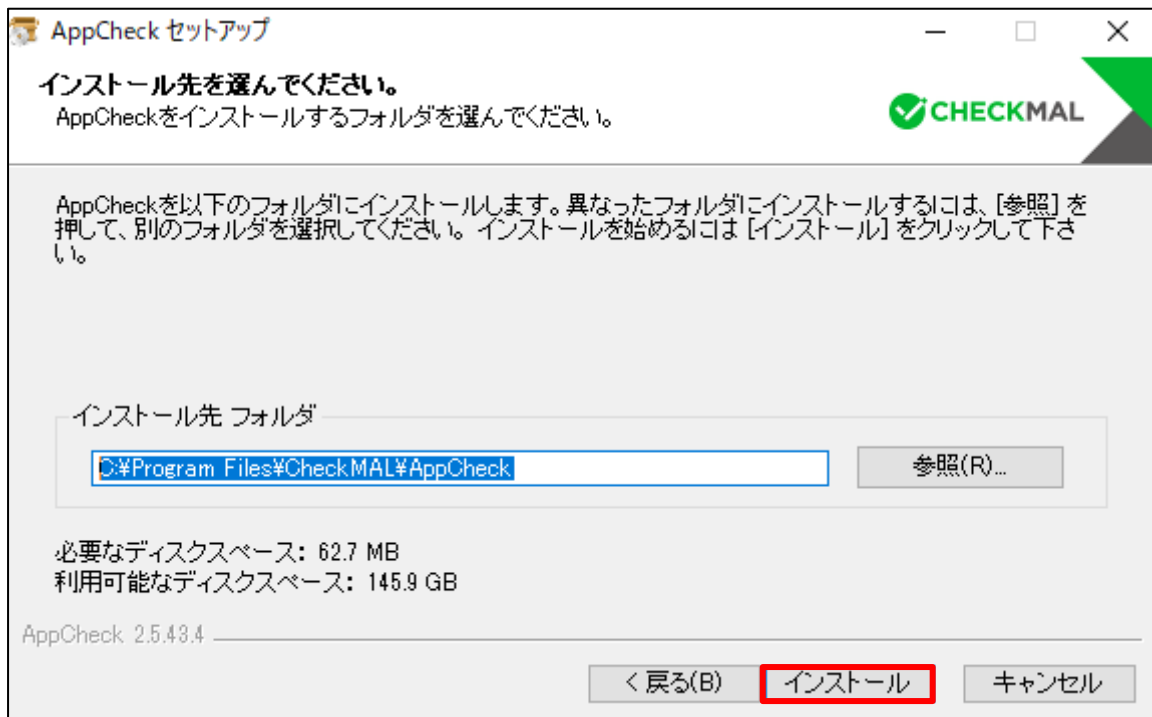 AppCheck セットアップ
インストール先を選んでください。
AppCheckをインストールするフォルダを選んでください。
CHECKMAL
AppCheckを以下のフォルダにインストールします。異なったフォルダにインストールするには、[参照] を
押して、別のフォルダを選択してください。インストールを始めるには [インストール] をクリックして下さ
い。
インストール先 フォルダ
C:¥Program Files¥CheckMAL¥AppCheck
参照(R)...
必要なディスクスペース: 62.7 MB
利用可能なディスクスペース: 145.9 GB
AppCheck 2.5.43.4
< 戻る(B)
インストール
キャンセル